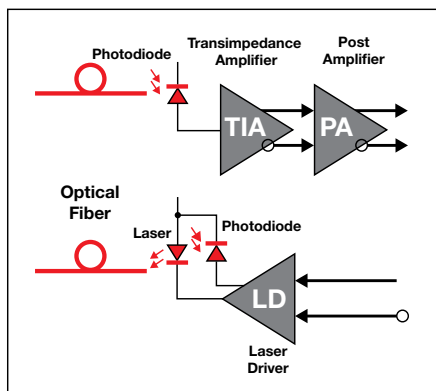 Transimpedance
Amplifier
Post
Amplifier
Photodiode
TIA
PA
Optical
Fiber
Laser
Photodiode
LD
Laser
Driver